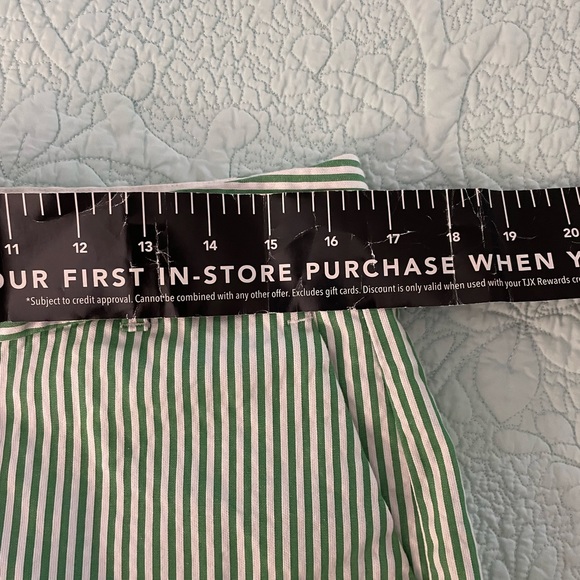 11 12 13 14 15 16 17 18 19 20
OUR FIRST IN-STORE PURCHASE WHEN Y
*Subject to credit approval. Cannot be combined with any other offer. Excludes gift cards. Discount is only valid when used with your TJX Rewards cre